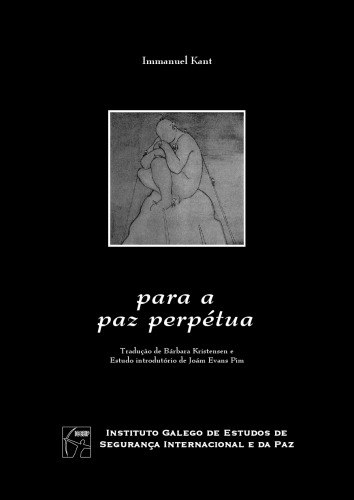 Immanuel Kant
para a
paz perpétua
Tradução de Bárbara Kristensen e
Estudo introdutório de Joám Evans Pim
Instituto Galego de Estudos de
Segurança Internacional e da Paz